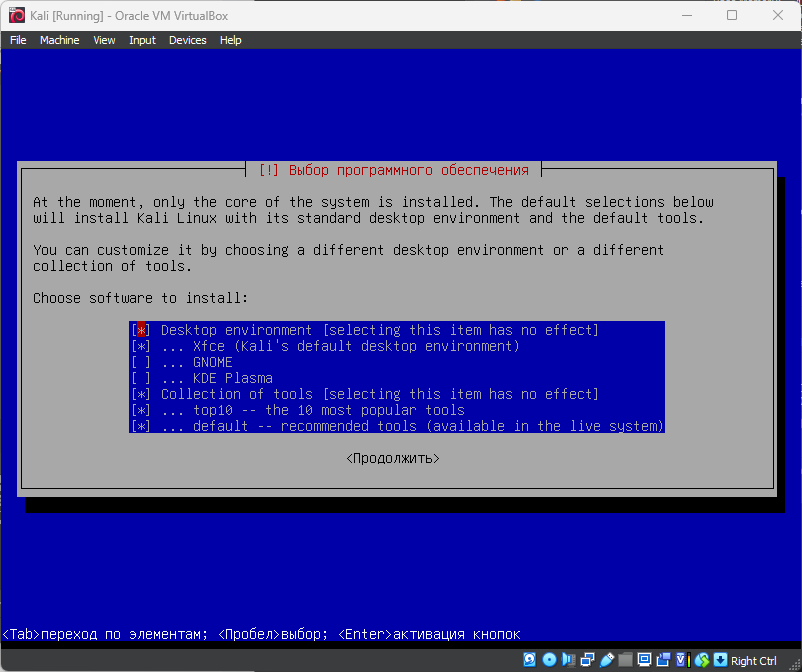 Kali [Running] - Oracle VM VirtualBox
File Machine View Input Devices Help
[!] Выбор программного обеспечения
At the moment, only the core of the system is installed. The default selections below
will install Kali Linux with its standard desktop environment and the default tools.
You can customize it by choosing a different desktop environment or a different
collection of tools.
Choose software to install:
[*] Desktop environment [selecting this item has no effect]
[*] ... Xfce (Kali's default desktop environment)
[ ] ... GNOME
[ ] ... KDE Plasma
[*] Collection of tools [selecting this item has no effect]
[*] ... top10 -- the 10 most popular tools
[*] ... default -- recommended tools (available in the live system)
<Продолжить>
<Tab>переход по элементам; <Пробел>выбор; <Enter>активация кнопок
Right Ctrl